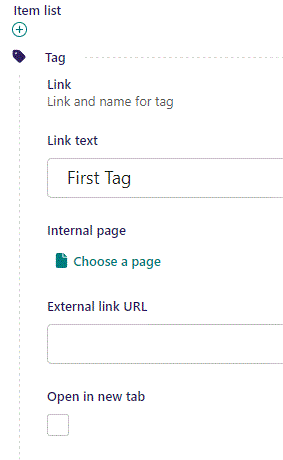 Item list
Tag
Link
Link and name for tag
Link text
First Tag
Internal page
Choose a page
External link URL
Open in new tab